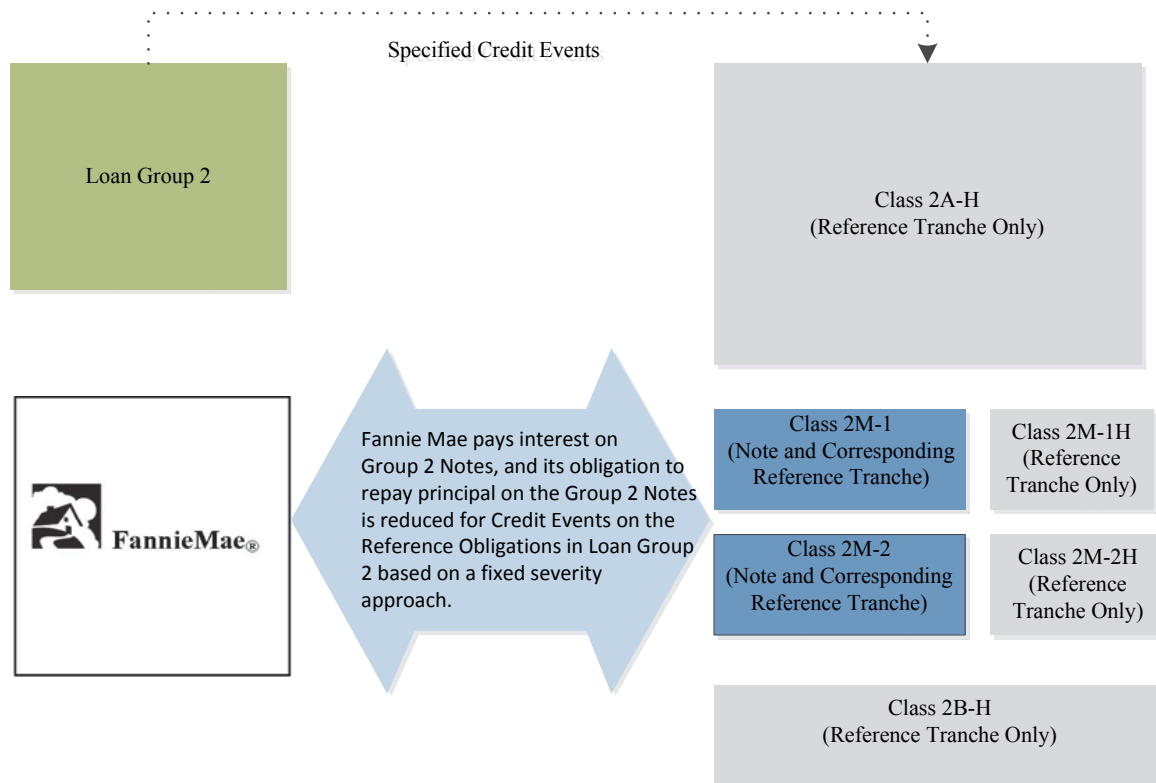 Specified Credit Events
Loan Group 2
Class 2A-H
(Reference Tranche Only)
FannieMae®
Fannie Mae pays interest on
Group 2 Notes, and its obligation to
repay principal on the Group 2 Notes
is reduced for Credit Events on the
Reference Obligations in Loan Group
2 based on a fixed severity
approach.
Class 2M-1
(Note and Corresponding
Reference Tranche)
Class 2M-1H
(Reference
Tranche Only)
Class 2M-2
(Note and Corresponding
Reference Tranche)
Class 2M-2H
(Reference
Tranche Only)
Class 2B-H
(Reference Tranche Only)